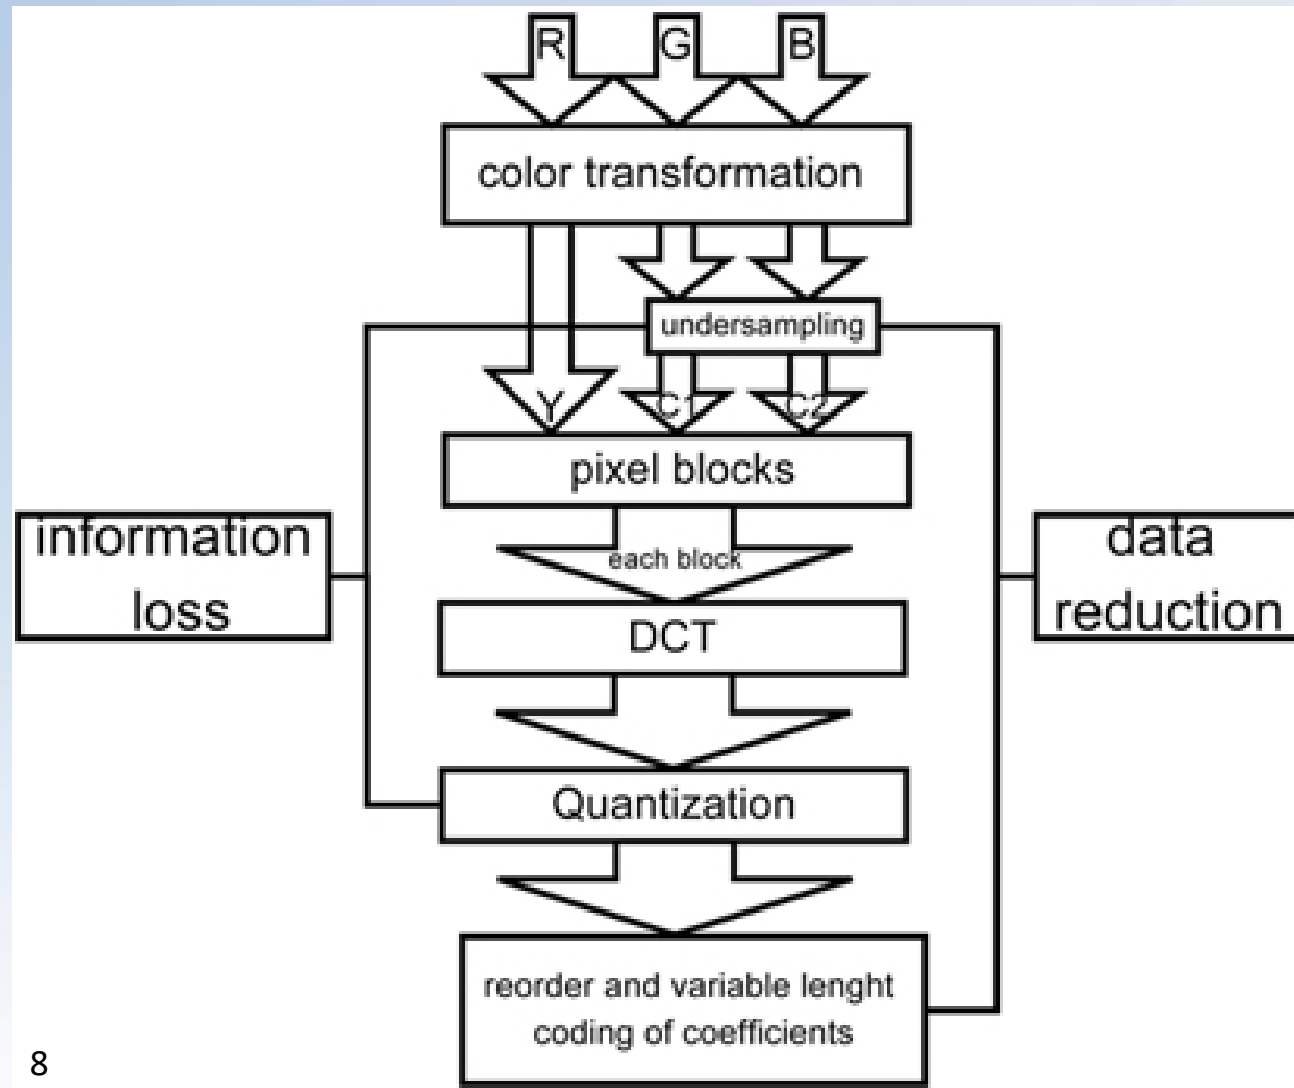 R G B
color transformation
undersampling
Y C1 C2
pixel blocks
information
loss
each block
data
reduction
DCT
Quantization
reorder and variable lenght
coding of coefficients
8